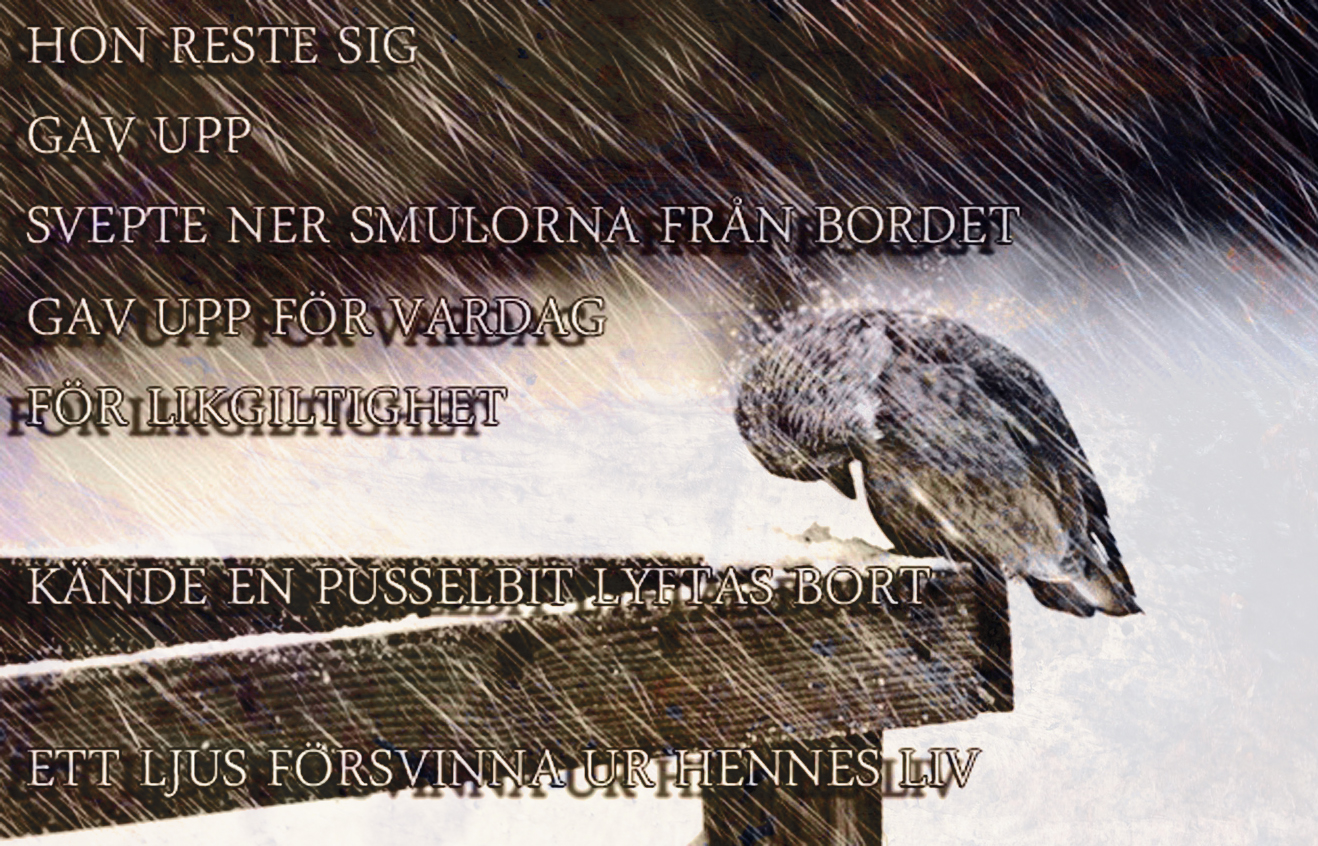 HON RESTE SIG
GAV UPP
SVEPTE NER SMULORNA FRÅN BORDET
GAV UPP FÖR VARDAG
FÖR LIKGILTIGHET
KÄNDE EN PUSSELBIT LYFTAS BORT
ETT LJUS FÖRSVINNA UR HENNES LIV